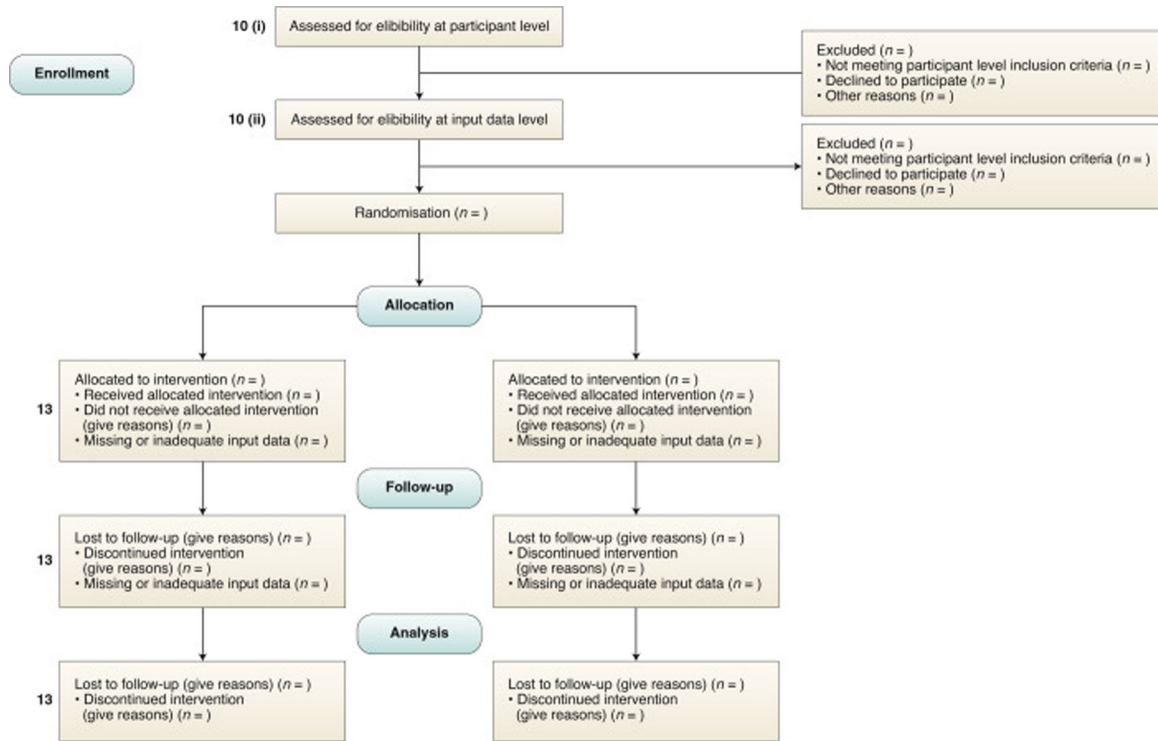 10 (i)
Assessed for elibibility at participant level
Enrollment
Excluded (n = )
• Not meeting participant level inclusion criteria (n = )
• Declined to participate (n = )
• Other reasons (n = )
10 (ii)
Assessed for elibibility at input data level
Excluded (n = )
• Not meeting participant level inclusion criteria (n = )
• Declined to participate (n = )
• Other reasons (n = )
Randomisation (n = )
Allocation
13
Allocated to intervention (n = )
• Received allocated intervention (n = )
• Did not receive allocated intervention
(give reasons) (n = )
• Missing or inadequate input data (n = )
Allocated to intervention (n = )
• Received allocated intervention (n = )
• Did not receive allocated intervention
(give reasons) (n = )
• Missing or inadequate input data (n = )
Follow-up
13
Lost to follow-up (give reasons) (n = )
• Discontinued intervention
(give reasons) (n = )
• Missing or inadequate input data (n = )
Lost to follow-up (give reasons) (n = )
• Discontinued intervention
(give reasons) (n = )
• Missing or inadequate input data (n = )
Analysis
13
Lost to follow-up (give reasons) (n = )
• Discontinued intervention
(give reasons) (n = )
Lost to follow-up (give reasons) (n = )
• Discontinued intervention
(give reasons) (n = )